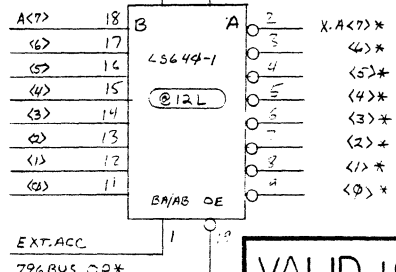 A<7> 18 B A 2 X.A<7>*
<6> 17 3 <6>*
<5> 16 LS640-1 4 <5>*
<4> 15 @12L 5 <4>*
<3> 14 6 <3>*
<2> 13 7 <2>*
<1> 12 8 <1>*
<0> 11 9 <0>*
BA/AB OE
EXT.ACC 1 19
796BUS.02*
VALID